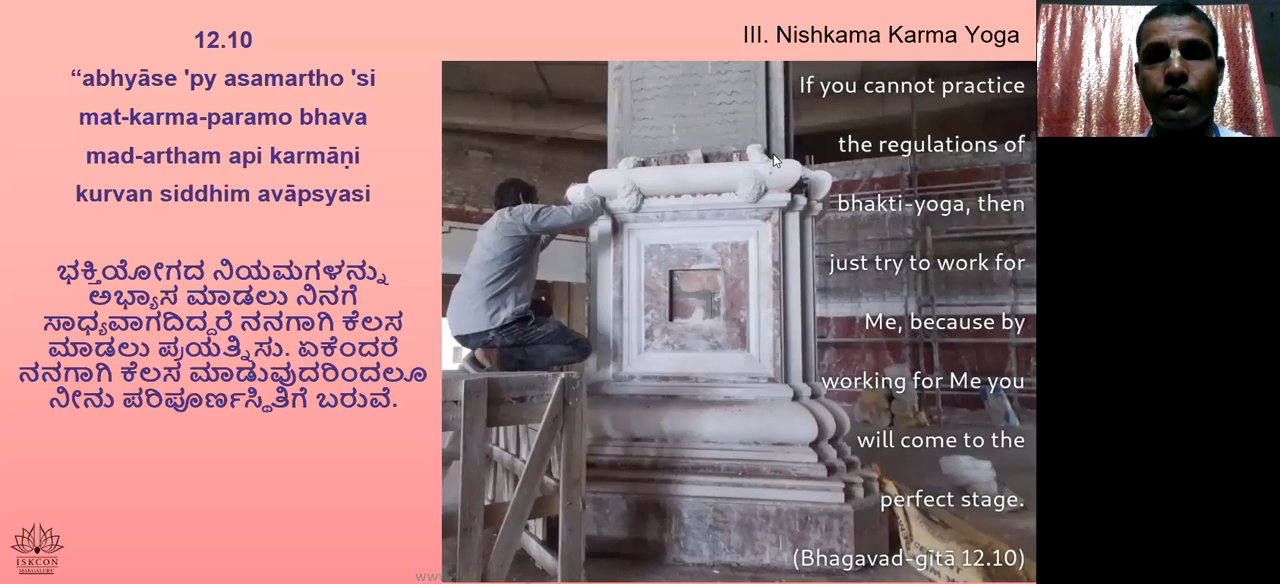 12.10
“abhyāse 'py asamartho 'si
mat-karma-paramo bhava
mad-artham api karmāṇi
kurvan siddhim avāpsyasi
ಭಕ್ತಿಯೋಗದ ನಿಯಮಗಳನ್ನು
ಅಭ್ಯಾಸ ಮಾಡಲು ನಿನಗೆ
ಸಾಧ್ಯವಾಗದಿದ್ದರೆ ನನಗಾಗಿ ಕೆಲಸ
ಮಾಡಲು ಪ್ರಯತ್ನಿಸು. ಏಕೆಂದರೆ
ನನಗಾಗಿ ಕೆಲಸ ಮಾಡುವುದರಿಂದಲೂ
ನೀನು ಪರಿಪೂರ್ಣಸ್ಥಿತಿಗೆ ಬರುವೆ.
ISKCON
MANGALURU
III. Nishkama Karma Yoga
If you cannot practice
the regulations of
bhakti-yoga, then
just try to work for
Me, because by
working for Me you
will come to the
perfect stage.
(Bhagavad-gītā 12.10)